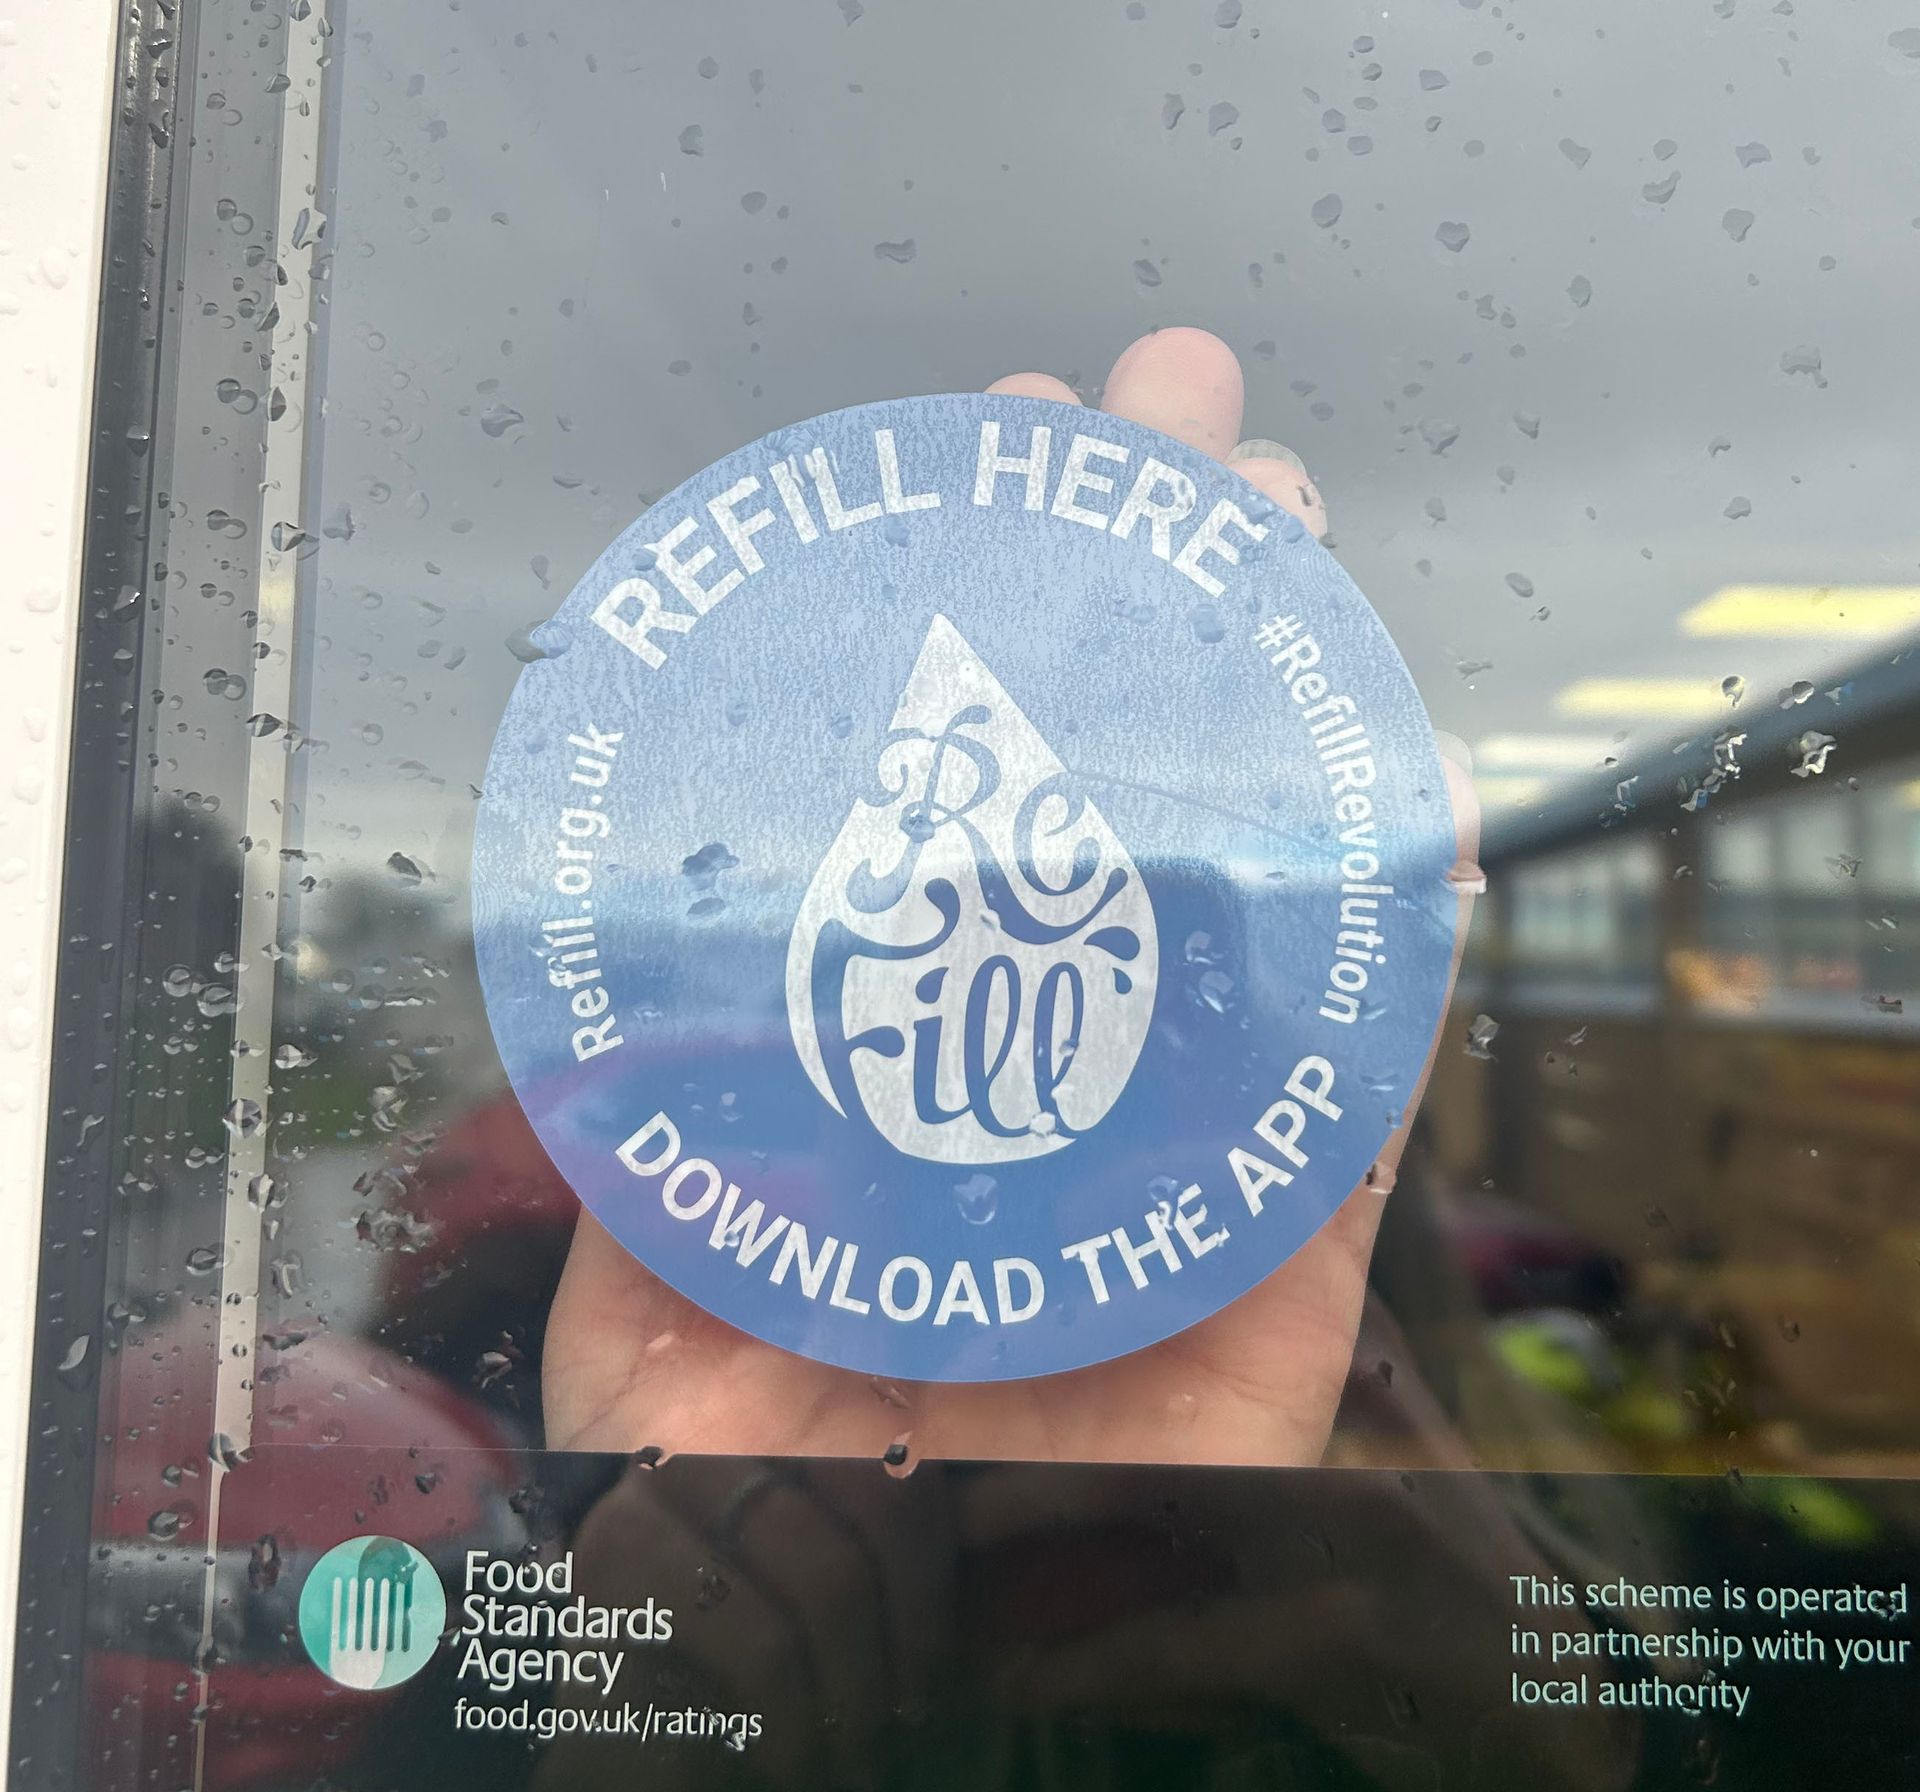 REFILL HERE
#RefillRevolution
Refill.org.uk
ReFill
DOWNLOAD THE APP
Food
Standards
Agency
food.gov.uk/ratings
This scheme is operated
in partnership with your
local authority